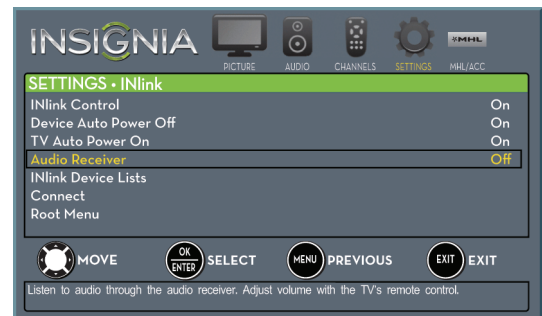 INSIGNIA
MHL
PICTURE AUDIO CHANNELS SETTINGS MHL/ACC
SETTINGS • INlink
INlink Control On
Device Auto Power Off On
TV Auto Power On On
Audio Receiver Off
INlink Device Lists
Connect
Root Menu
MOVE OK ENTER SELECT MENU PREVIOUS EXIT EXIT
Listen to audio through the audio receiver. Adjust volume with the TV's remote control.